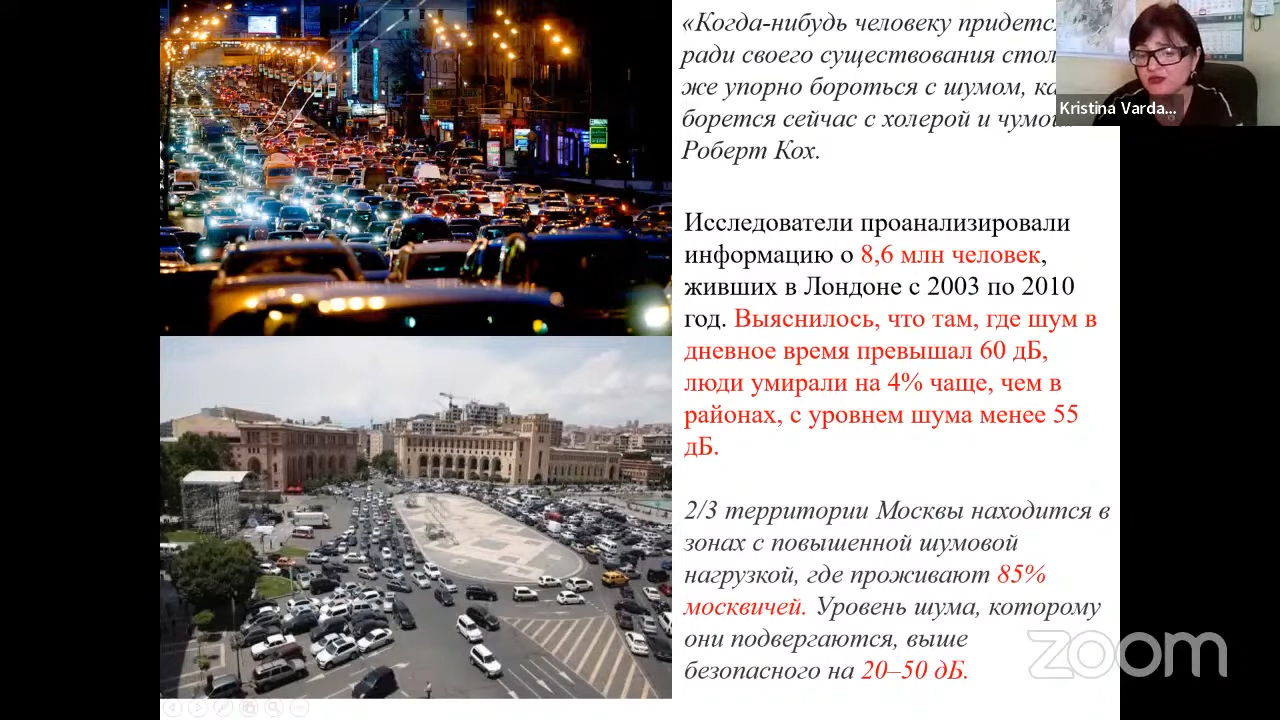 «Когда-нибудь человеку придется
ради своего существования
же упорно бороться с шумом,
борется сейчас с холерой и
Роберт Кох.
Kristina Varda...
Исследователи проанализировали
информацию о 8,6 млн человек,
живших в Лондоне с 2003 по 2010
год. Выяснилось, что там, где шум в
дневное время превышал 60 дБ,
люди умирали на 4% чаще, чем в
районах, с уровнем шума менее 55
дБ.
2/3 территории Москвы находится в
зонах с повышенной шумовой
нагрузкой, где проживают 85%
москвичей. Уровень шума, которому
они подвергаются, выше
безопасного на 20–50 дБ.
zoom